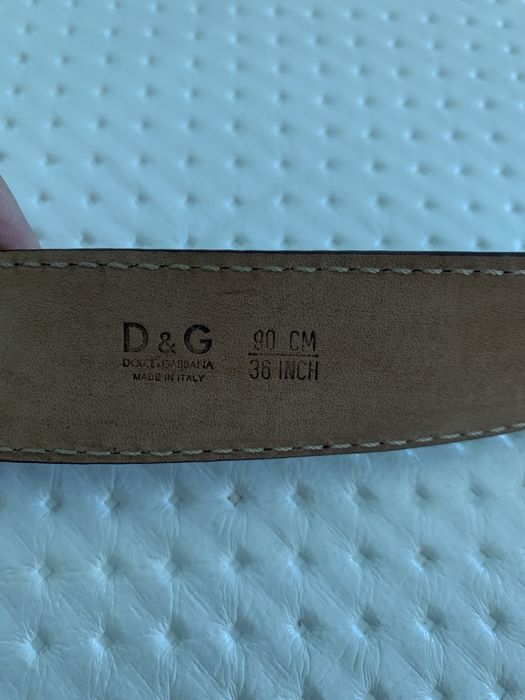 D & G
DOLCE & GABBANA
MADE IN ITALY
90 CM
36 INCH